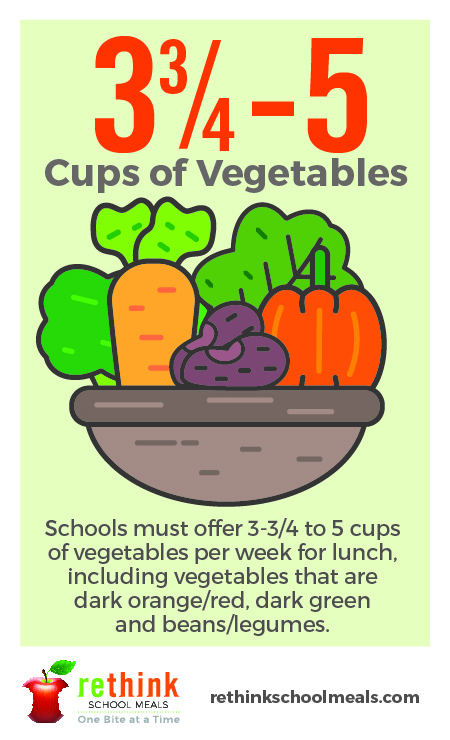 3 3/4 – 5
Cups of Vegetables
Schools must offer 3-3/4 to 5 cups
of vegetables per week for lunch,
including vegetables that are
dark orange/red, dark green
and beans/legumes.
rethink
SCHOOL MEALS
One Bite at a Time
rethinkschoolmeals.com